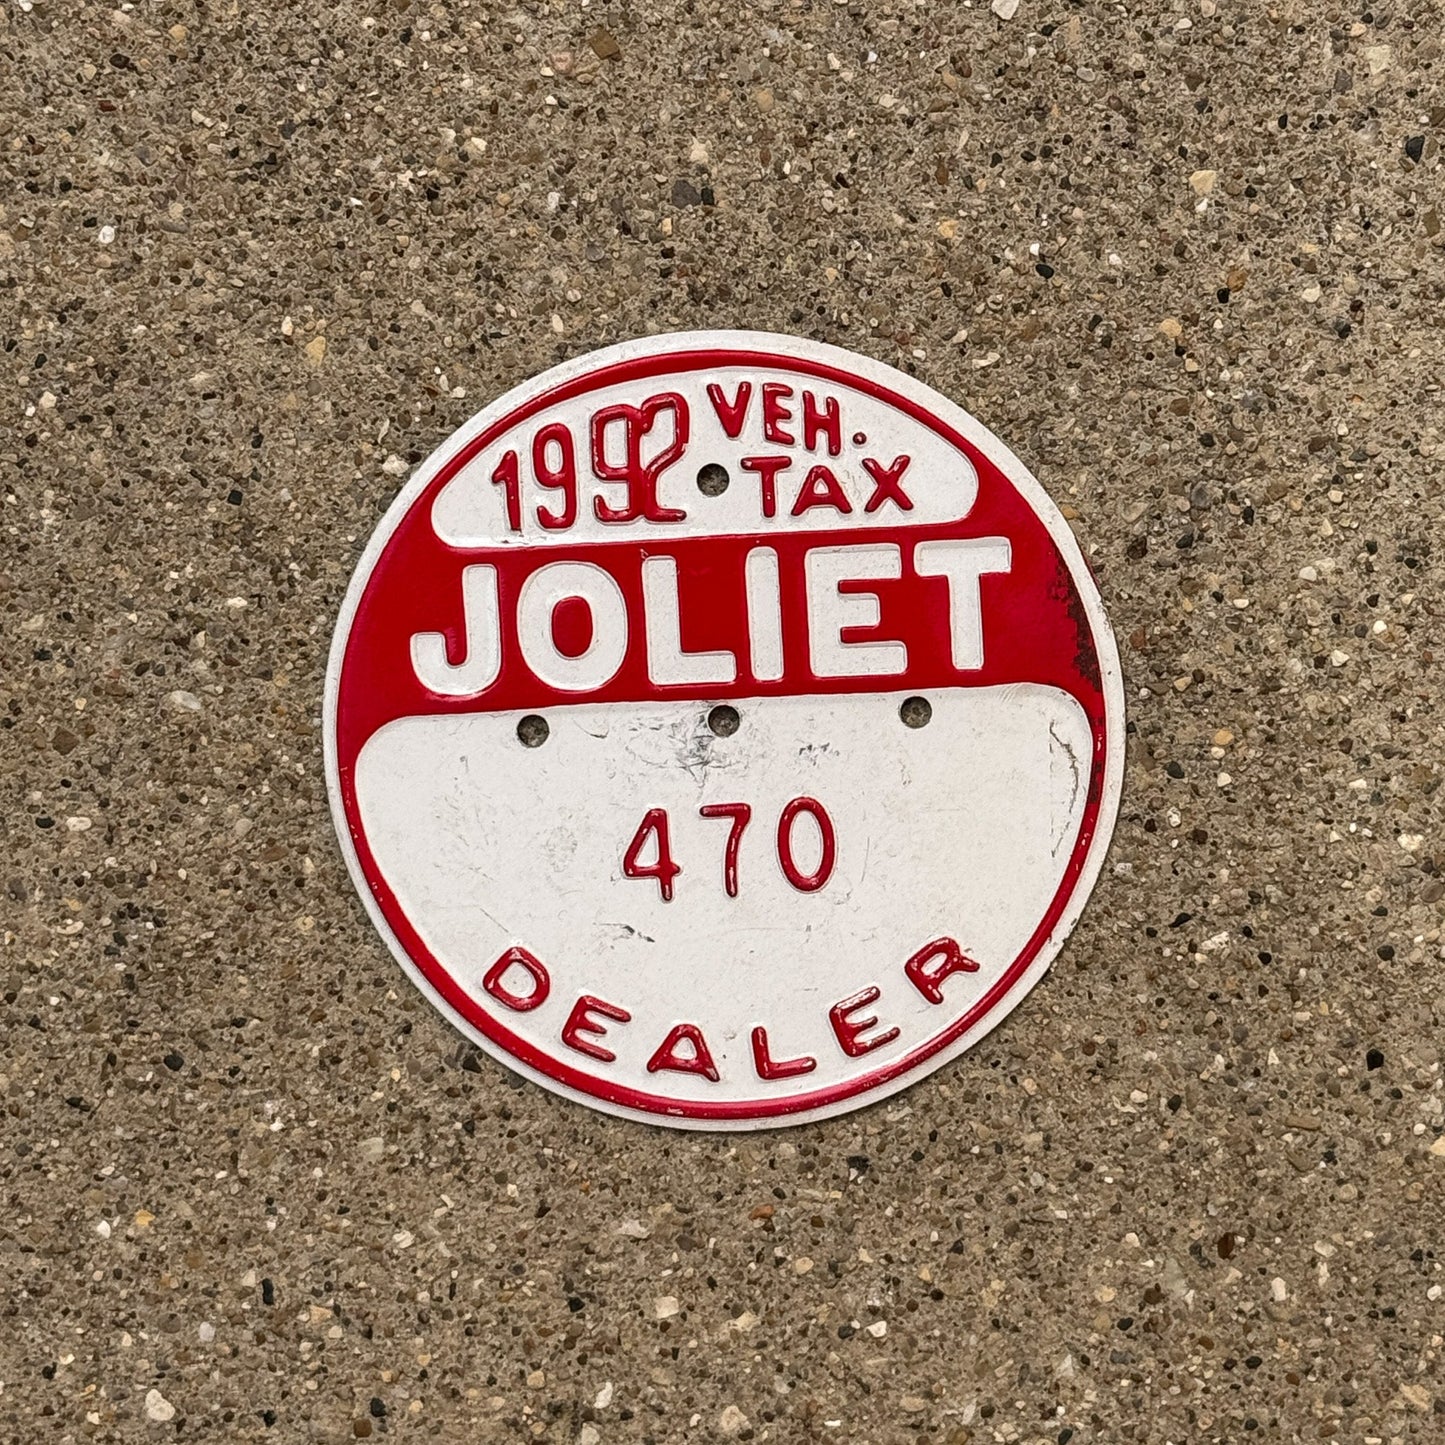 1992 VEH.
TAX
JOLIET
470
DEALER